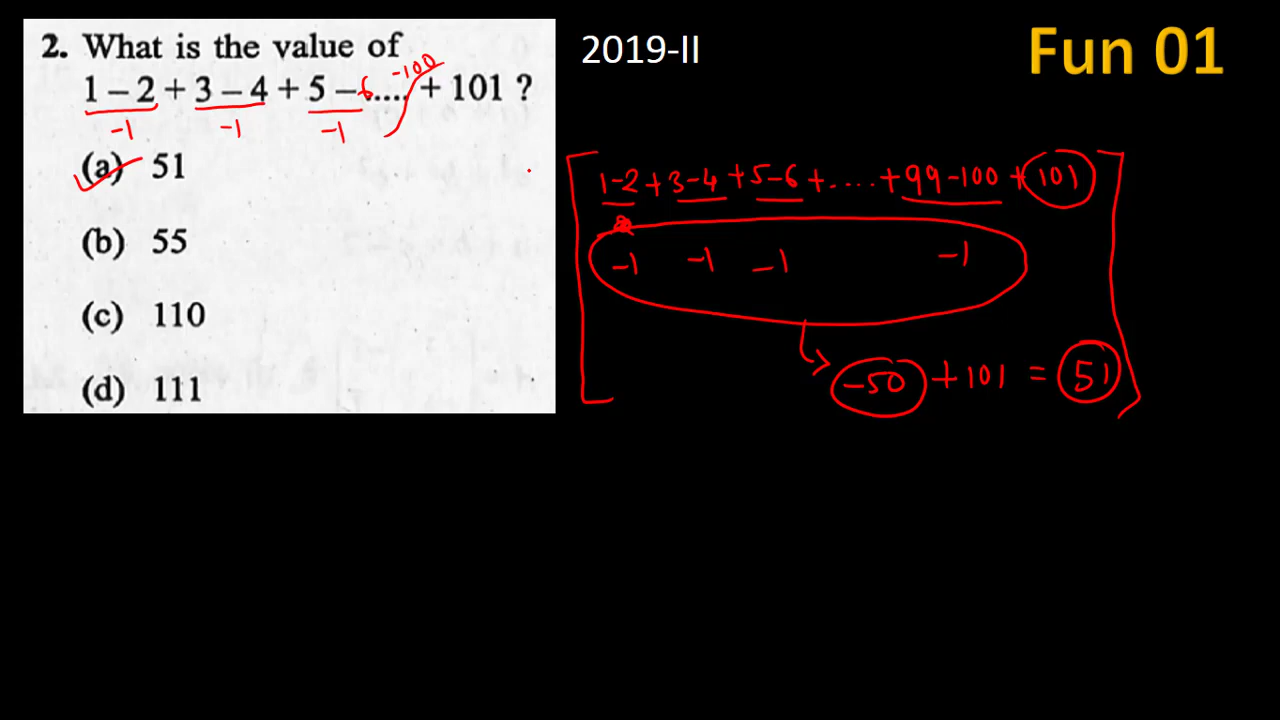 2. What is the value of
1 – 2 + 3 – 4 + 5 – 6 .... -100 + 101 ?
-1 -1 -1
(a) 51
(b) 55
(c) 110
(d) 111
2019-II
Fun 01
1-2+3-4+5-6+....+99-100+101
-1 -1 -1 -1
-50 +101 = 51